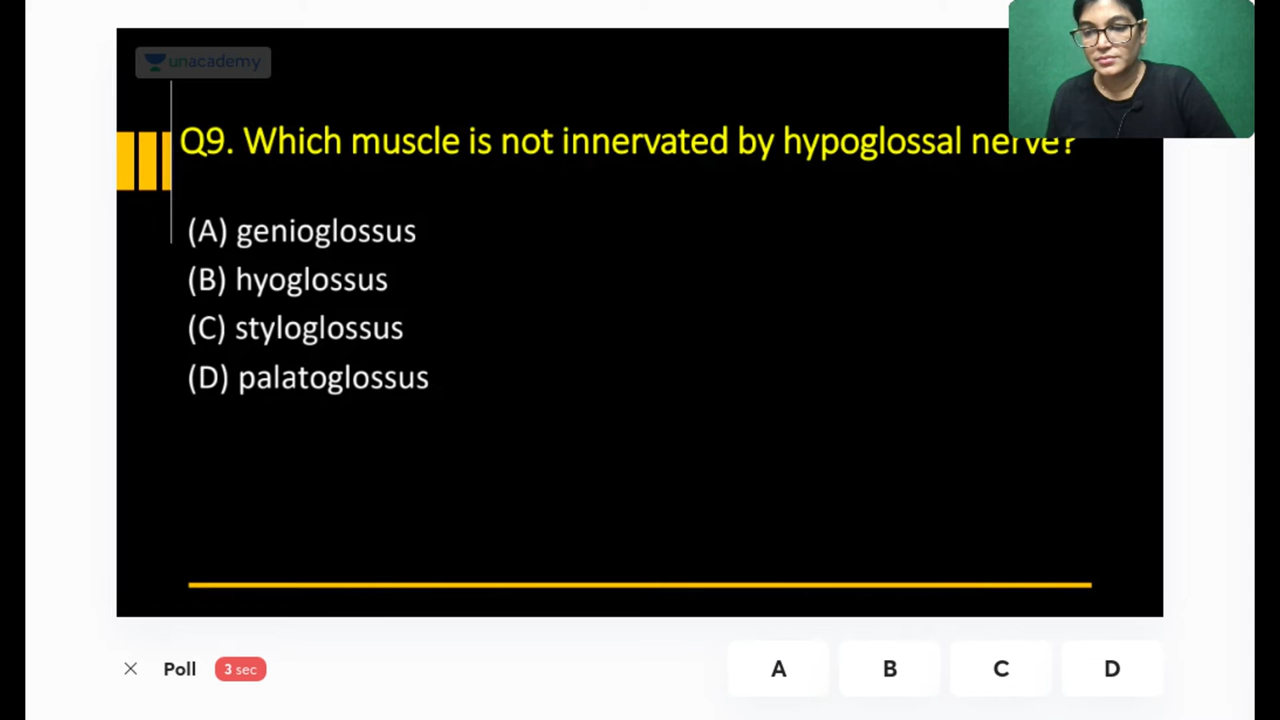 unacademy
Q9. Which muscle is not innervated by hypoglossal nerve?
(A) genioglossus
(B) hyoglossus
(C) styloglossus
(D) palatoglossus
Poll 3 sec A B C D